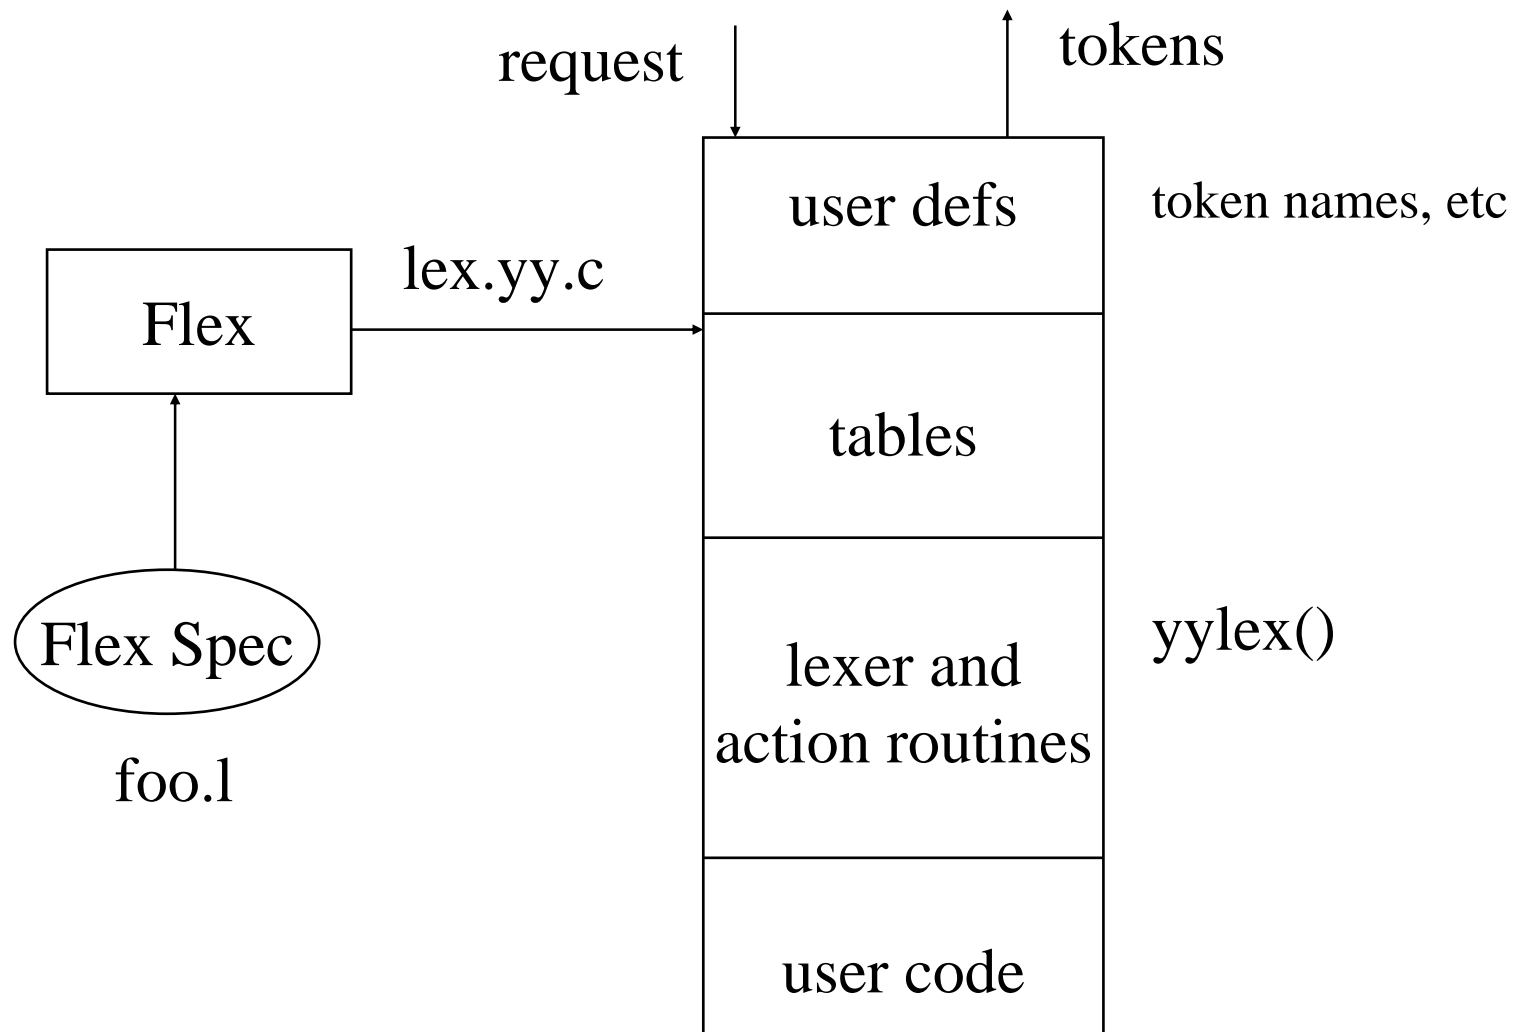 request
tokens
user defs
token names, etc
lex.yy.c
Flex
tables
Flex Spec
yylex()
lexer and
action routines
foo.l
user code